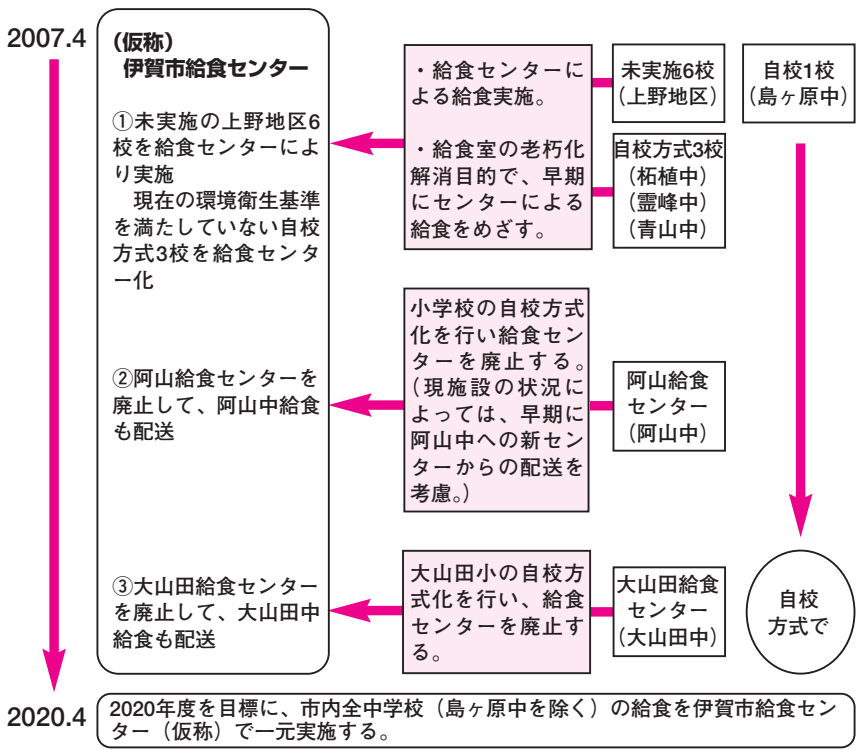 2007.4
(仮称)
伊賀市給食センター
①未実施の上野地区6
校を給食センターによ
り実施
　現在の環境衛生基準
を満たしていない自校
方式3校を給食センタ
ー化
・給食センターに
よる給食実施。
・給食室の老朽化
解消目的で、早期
にセンターによる
給食をめざす。
未実施6校
(上野地区)
自校方式3校
(柘植中)
(霊峰中)
(青山中)
自校1校
(島ヶ原中)
②阿山給食センターを
廃止して、阿山中給食
も配送
小学校の自校方式
化を行い給食セン
ターを廃止する。
(現施設の状況に
よっては、早期に
阿山中への新セン
ターからの配送を
考慮。)
阿山給食
センター
(阿山中)
③大山田給食センター
を廃止して、大山田中
給食も配送
大山田小の自校方
式化を行い、給食
センターを廃止す
る。
大山田給食
センター
(大山田中)
自校
方式で
2020.4
2020年度を目標に、市内全中学校（島ヶ原中を除く）の給食を伊賀市給食セン
ター（仮称）で一元実施する。